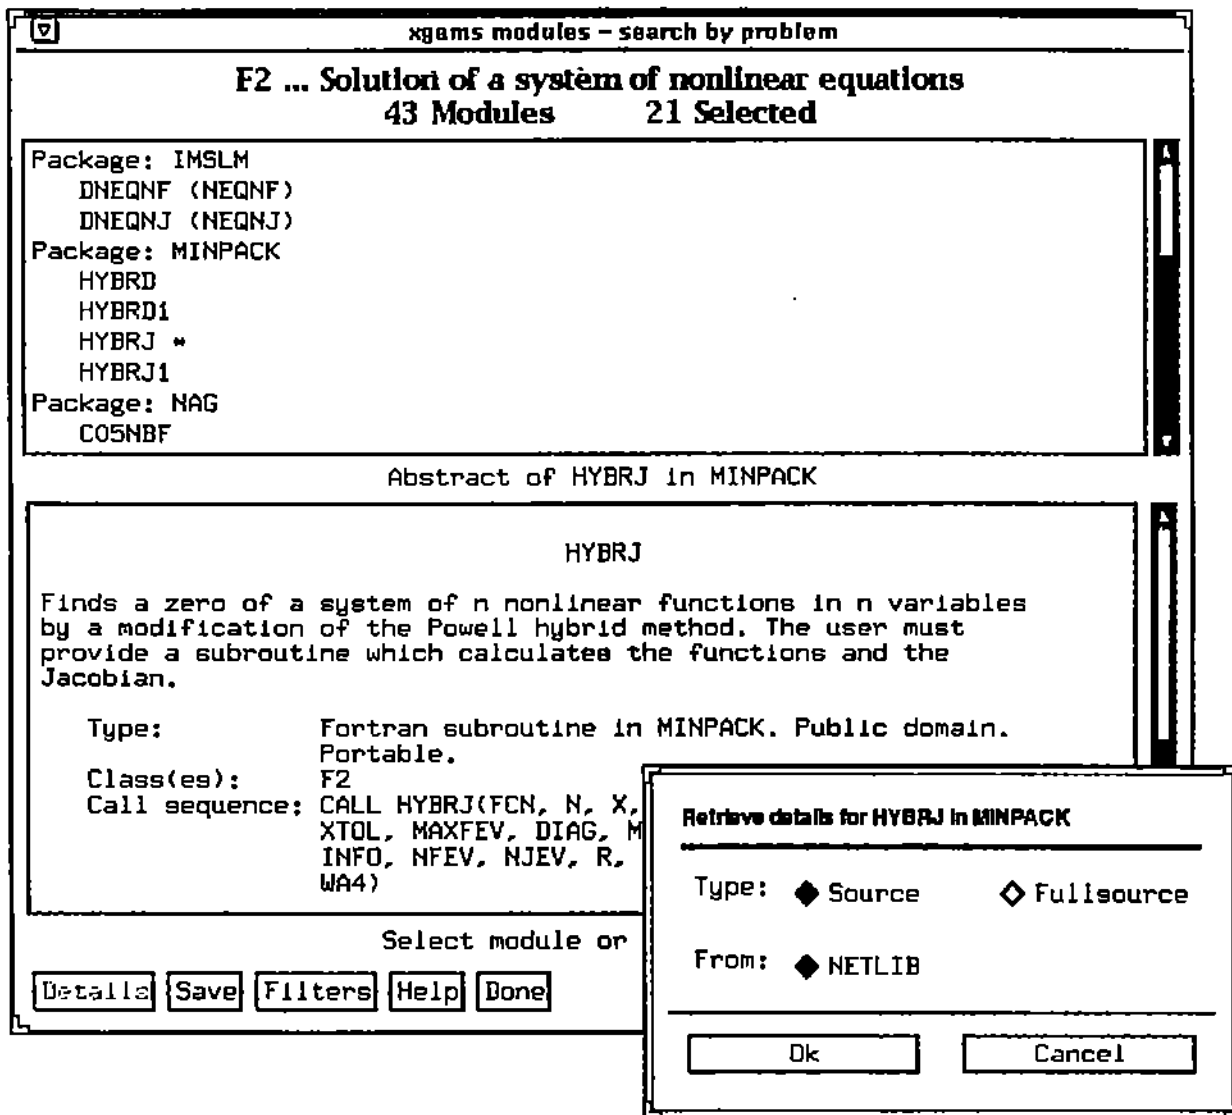 xgams modules – search by problem
F2 ... Solution of a system of nonlinear equations
43 Modules 21 Selected
Package: IMSLM
DNEQNF (NEQNF)
DNEQNJ (NEQNJ)
Package: MINPACK
HYBRD
HYBRD1
HYBRJ *
HYBRJ1
Package: NAG
C05NBF
Abstract of HYBRJ in MINPACK
HYBRJ
Finds a zero of a system of n nonlinear functions in n variables
by a modification of the Powell hybrid method. The user must
provide a subroutine which calculates the functions and the
Jacobian.
Type: Fortran subroutine in MINPACK. Public domain.
Portable.
Class(es): F2
Call sequence: CALL HYBRJ(FCN, N, X,
XTOL, MAXFEV, DIAG, M
INFO, NFEV, NJEV, R,
WA4)
Select module or
Details Save Filters Help Done
Retrieve details for HYBRJ in MINPACK
Type: Source Fullsource
From: NETLIB
Ok Cancel